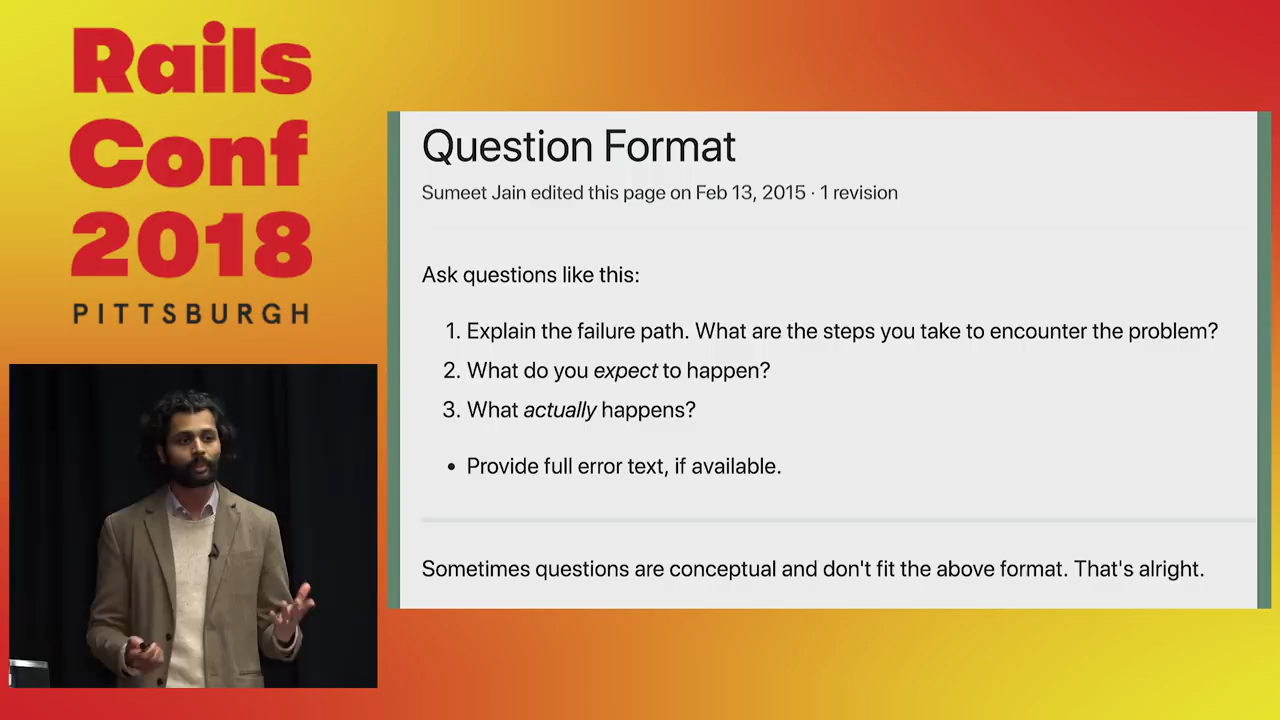 Rails
Conf
2018
PITTSBURGH
Question Format
Sumeet Jain edited this page on Feb 13, 2015 · 1 revision
Ask questions like this:
1. Explain the failure path. What are the steps you take to encounter the problem?
2. What do you expect to happen?
3. What actually happens?
• Provide full error text, if available.
Sometimes questions are conceptual and don't fit the above format. That's alright.